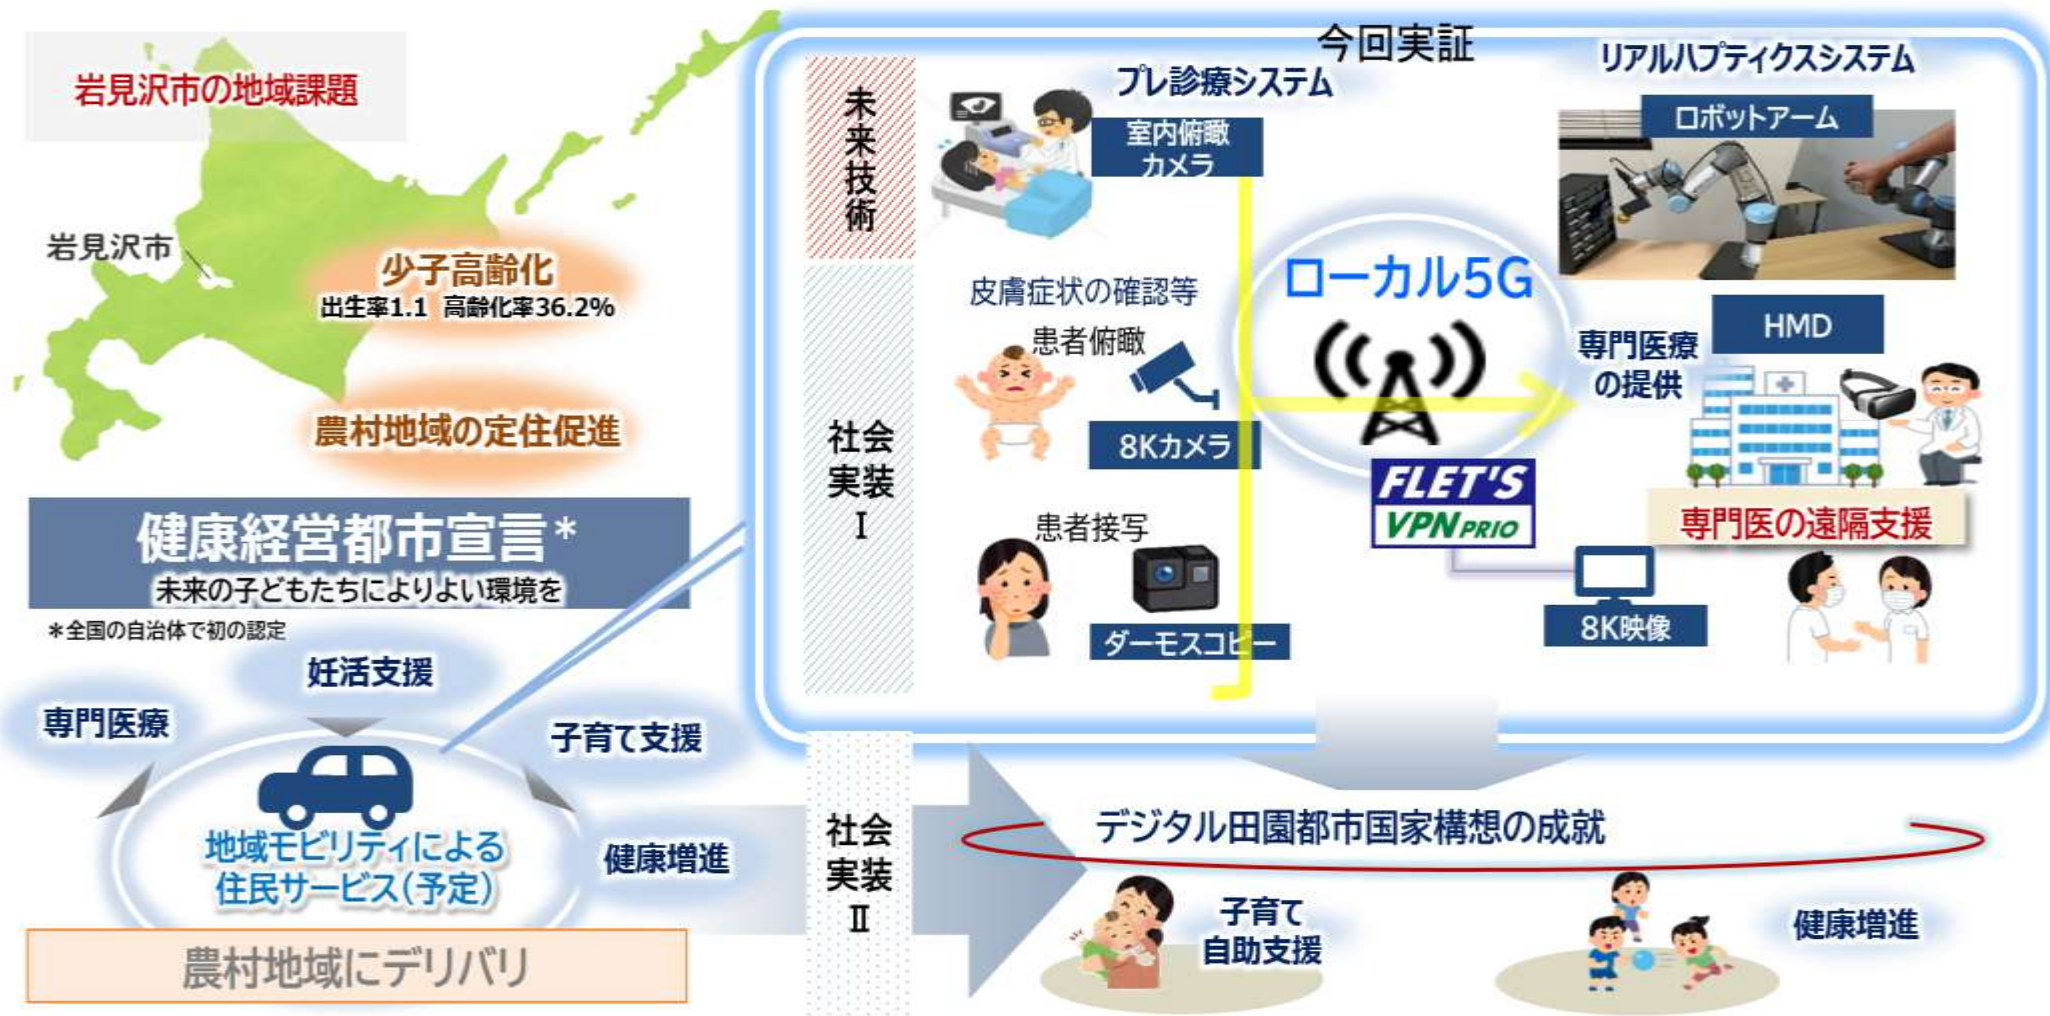 岩見沢市の地域課題
岩見沢市
少子高齢化
出生率1.1 高齢化率36.2%
農村地域の定住促進
健康経営都市宣言*
未来の子どもたちによりよい環境を
*全国の自治体で初の認定
妊活支援
専門医療
子育て支援
健康増進
地域モビリティによる
住民サービス(予定)
農村地域にデリバリ
今回実証
未来技術
プレ診療システム
室内俯瞰
カメラ
リアルハプティクスシステム
ロボットアーム
社会
実装
Ⅰ
皮膚症状の確認等
患者俯瞰
8Kカメラ
患者接写
ダーモスコピー
ローカル5G
FLET'S
VPN PRIO
専門医療
の提供
HMD
専門医の遠隔支援
8K映像
社会
実装
Ⅱ
デジタル田園都市国家構想の成就
子育て
自助支援
健康増進